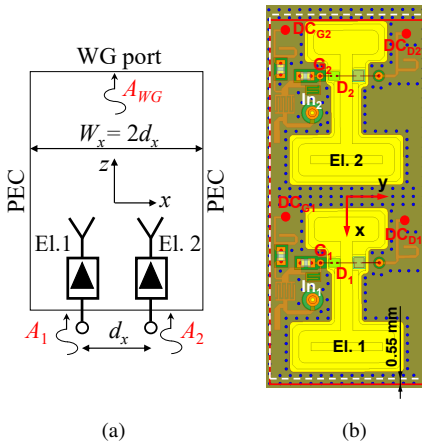 WG port
A_WG
W_x = 2d_x
PEC
PEC
z
x
El.1
El. 2
A_1
d_x
A_2
(a)
DC_G2
DC_D2
G_2
D_2
In_2
El. 2
y
x
DC_G1
DC_D1
G_1
D_1
In_1
El. 1
0.55 mm
(b)